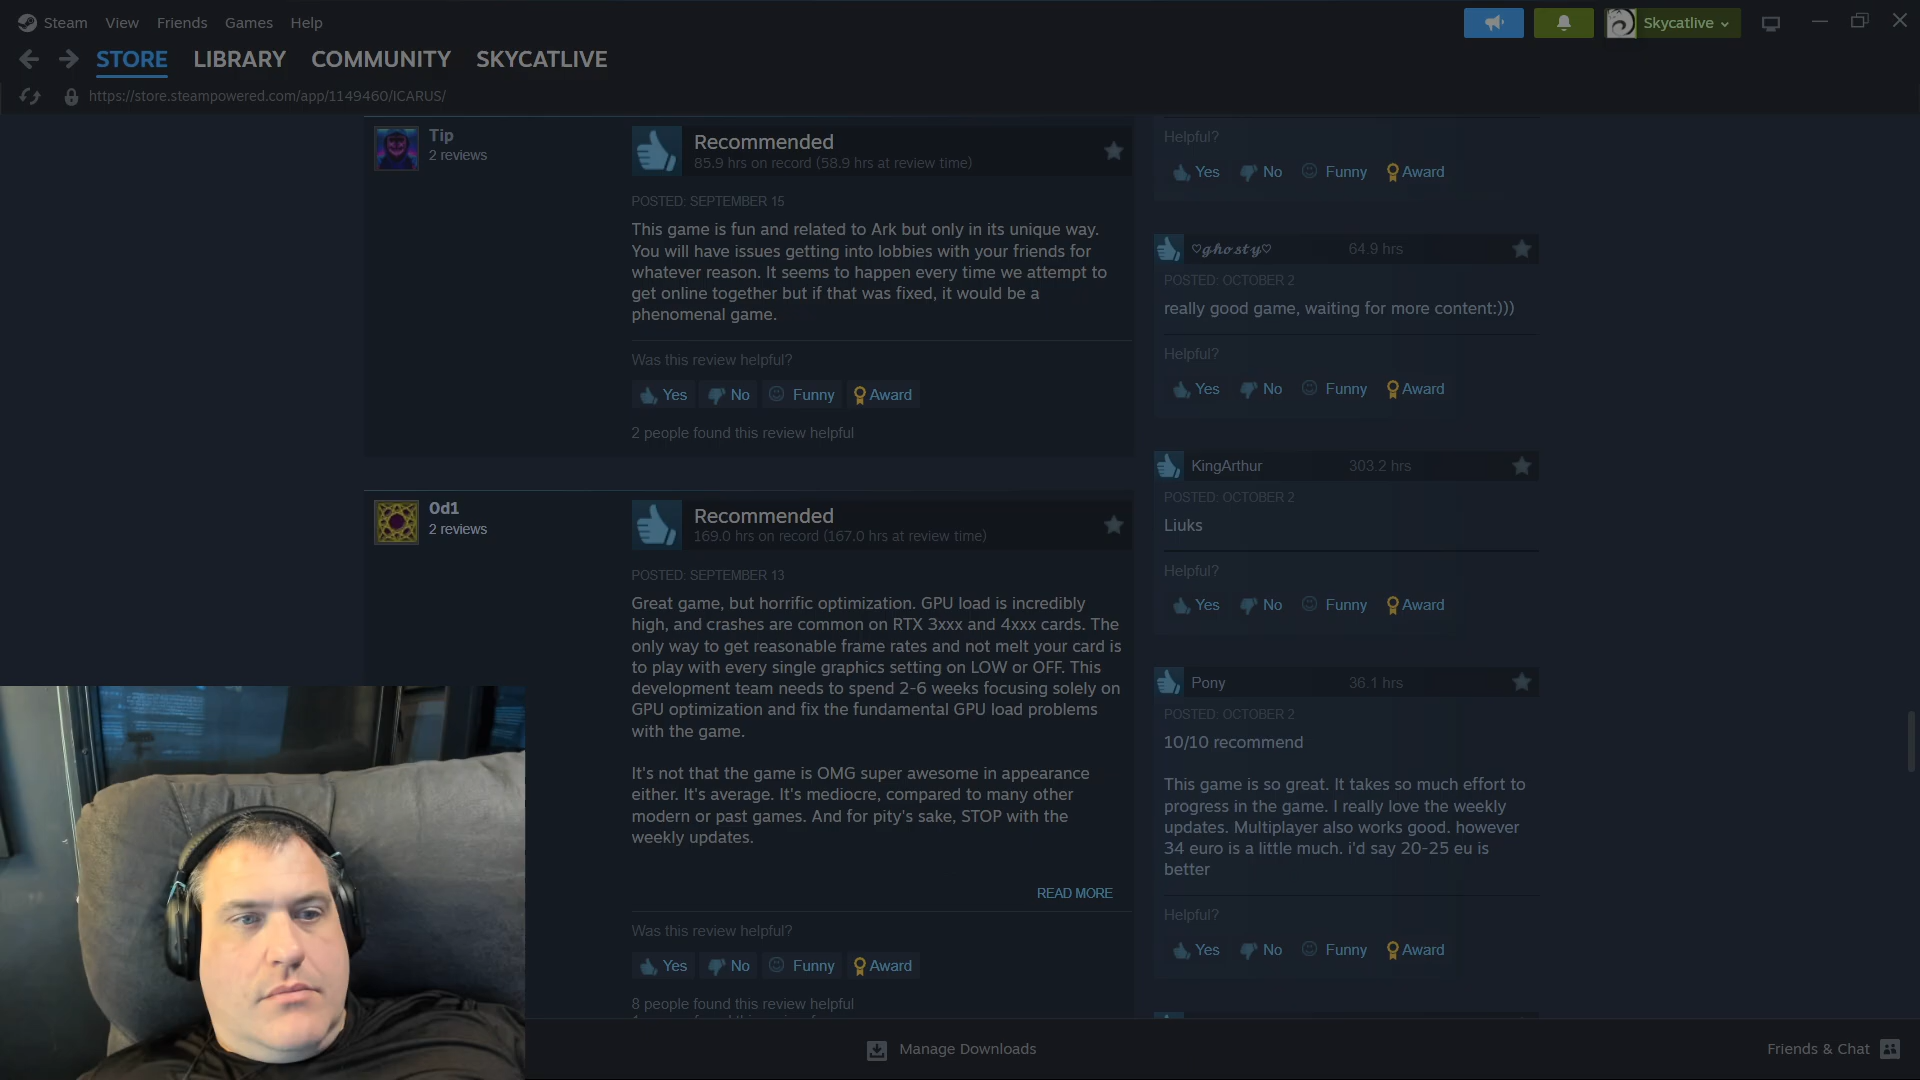 Steam View Friends Games Help
Skycatlive
STORE LIBRARY COMMUNITY SKYCATLIVE
https://store.steampowered.com/app/1149460/ICARUS/
Tip
2 reviews
Recommended
85.9 hrs on record (58.9 hrs at review time)
POSTED: SEPTEMBER 15
This game is fun and related to Ark but only in its unique way.
You will have issues getting into lobbies with your friends for
whatever reason. It seems to happen every time we attempt to
get online together but if that was fixed, it would be a
phenomenal game.
Was this review helpful?
Yes No Funny Award
2 people found this review helpful
0d1
2 reviews
Recommended
169.0 hrs on record (167.0 hrs at review time)
POSTED: SEPTEMBER 13
Great game, but horrific optimization. GPU load is incredibly
high, and crashes are common on RTX 3xxx and 4xxx cards. The
only way to get reasonable frame rates and not melt your card is
to play with every single graphics setting on LOW or OFF. This
development team needs to spend 2-6 weeks focusing solely on
GPU optimization and fix the fundamental GPU load problems
with the game.
It's not that the game is OMG super awesome in appearance
either. It's average. It's mediocre, compared to many other
modern or past games. And for pity's sake, STOP with the
weekly updates.
READ MORE
Was this review helpful?
Yes No Funny Award
8 people found this review helpful
Helpful?
Yes No Funny Award
♡𝓰𝓱𝓸𝓼𝓽𝔂♡ 64.9 hrs
POSTED: OCTOBER 2
really good game, waiting for more content:)))
Helpful?
Yes No Funny Award
KingArthur 303.2 hrs
POSTED: OCTOBER 2
Liuks
Helpful?
Yes No Funny Award
Pony 36.1 hrs
POSTED: OCTOBER 2
10/10 recommend
This game is so great. It takes so much effort to
progress in the game. I really love the weekly
updates. Multiplayer also works good. however
34 euro is a little much. i'd say 20-25 eu is
better
Helpful?
Yes No Funny Award
Manage Downloads
Friends & Chat